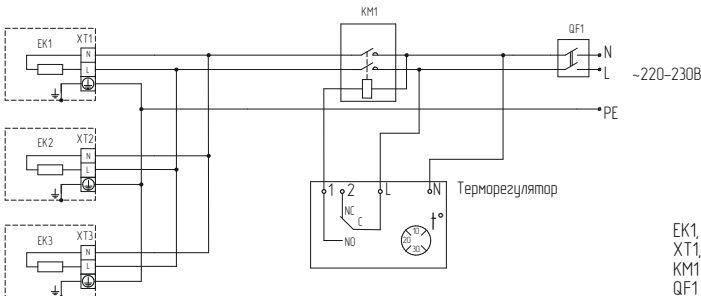 KM1
QF1
EK1
XT1
N
L
N
L
~220-230В
PE
EK2
XT2
N
L
1 2 L N
Терморегулятор
NC
C
NO
t°
10
20
30
EK3
XT3
N
L
EK1,
XT1,
KM1
QF1